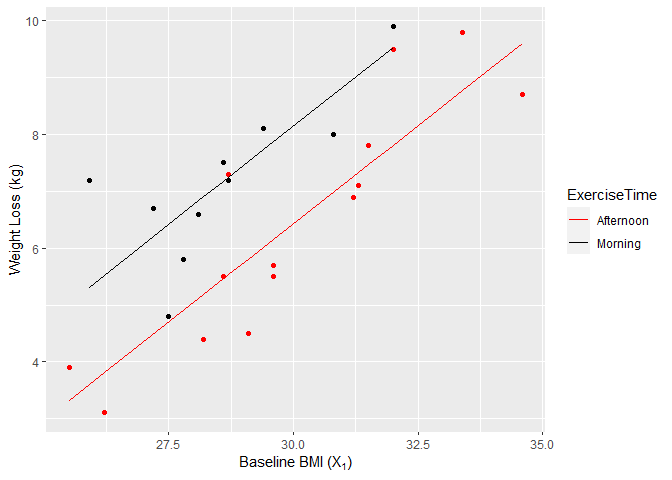 10
8
6
4
Weight Loss (kg)
27.5 30.0 32.5 35.0
Baseline BMI (X1)
ExerciseTime
Afternoon
Morning